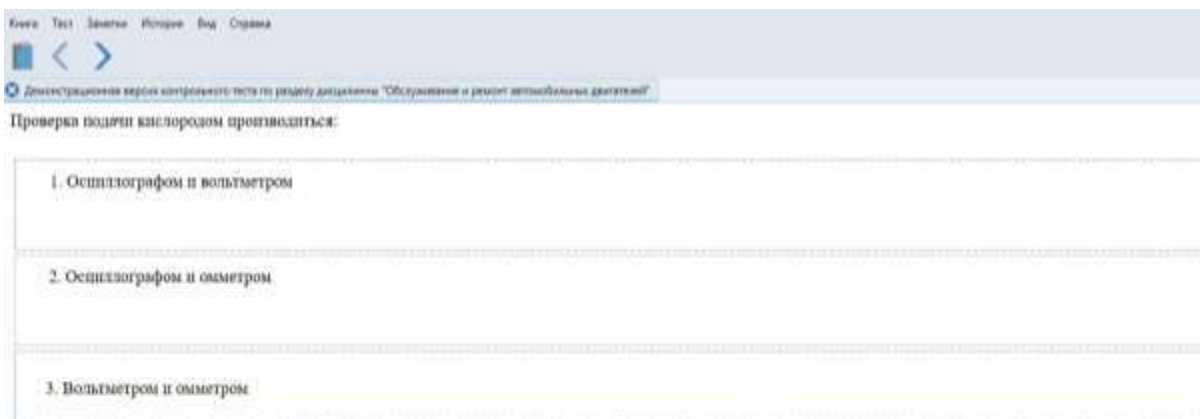 Книга Тест Заметки История Вид Справка
Демонстрационная версия контрольного теста по разделу дисциплины "Обслуживание и ремонт автомобильных двигателей"
Проверка подачи кислородом производиться:
1. Осциллографом и вольтметром
2. Осциллографом и омметром
3. Вольтметром и омметром